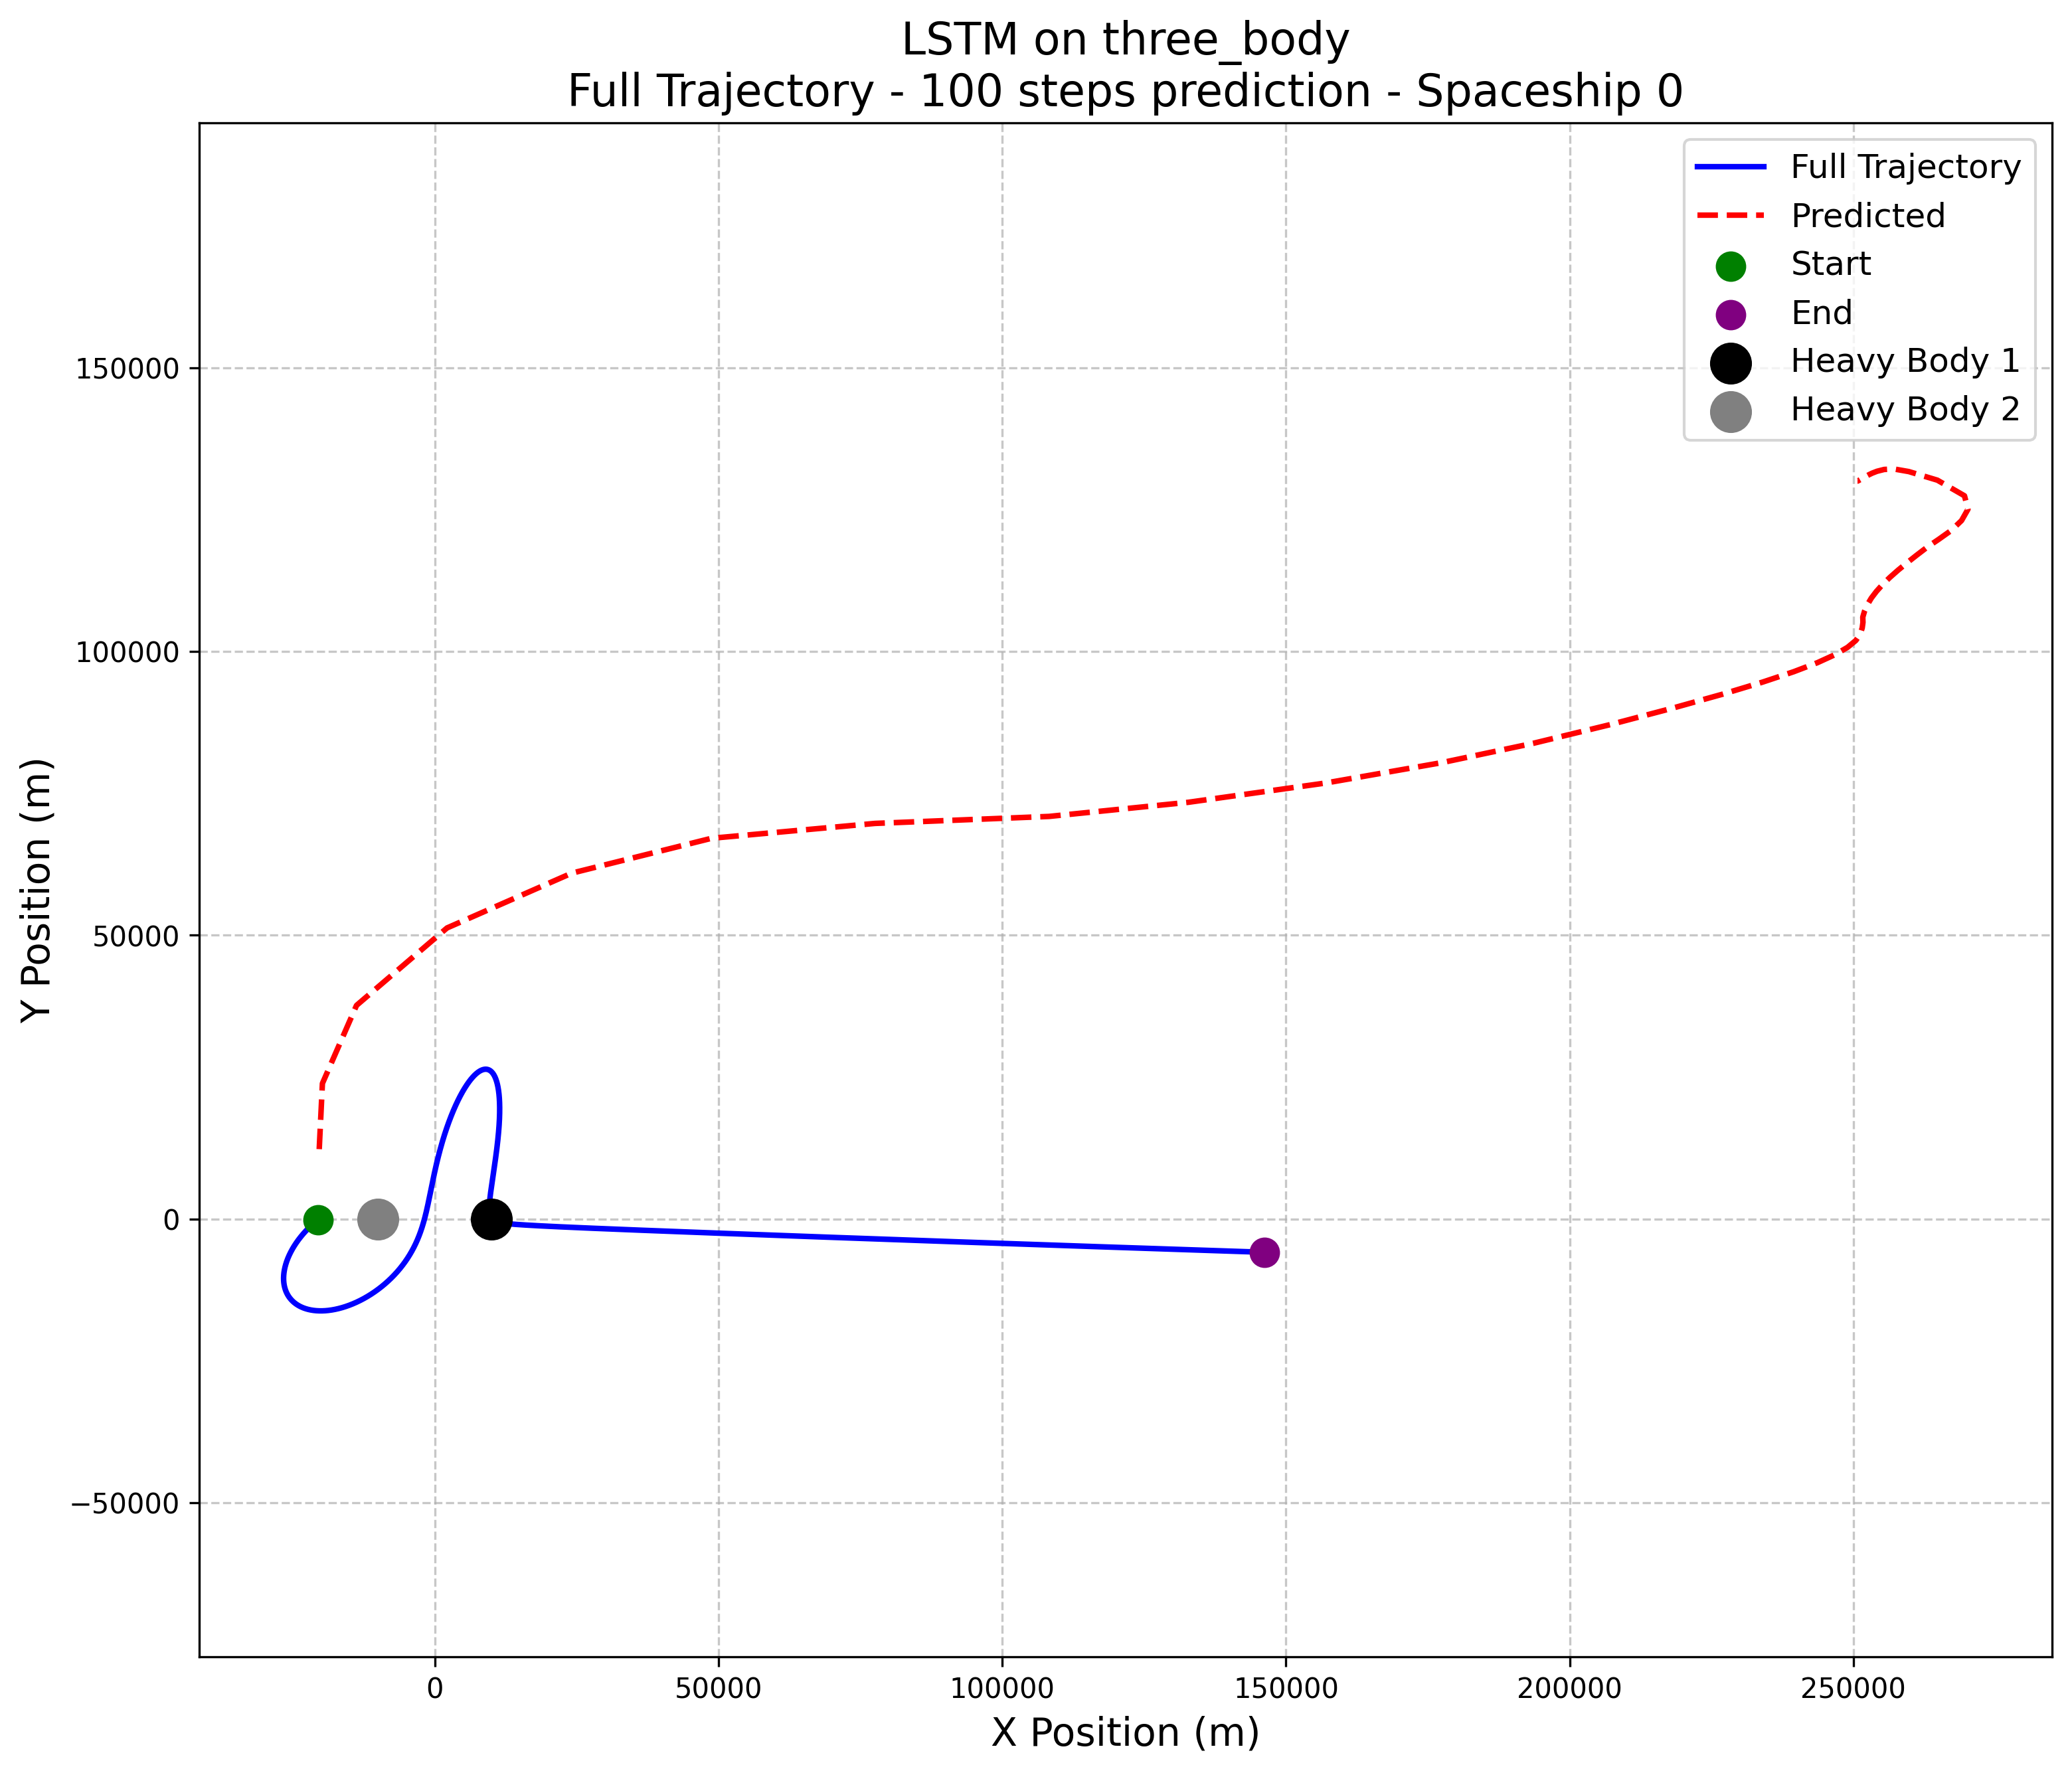 LSTM on three_body
Full Trajectory - 100 steps prediction - Spaceship 0
Full Trajectory
Predicted
Start
End
Heavy Body 1
Heavy Body 2
Y Position (m)
150000
100000
50000
0
−50000
0 50000 100000 150000 200000 250000
X Position (m)